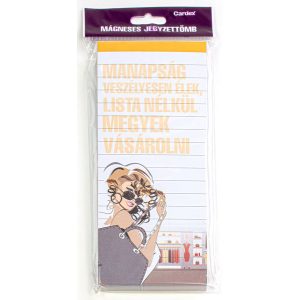 Cardex
MÁGNESES JEGYZETTÖMB
MANAPSÁG
VESZÉLYESEN ÉLEK,
LISTA NÉLKÜL
MEGYEK
VÁSÁROLNI